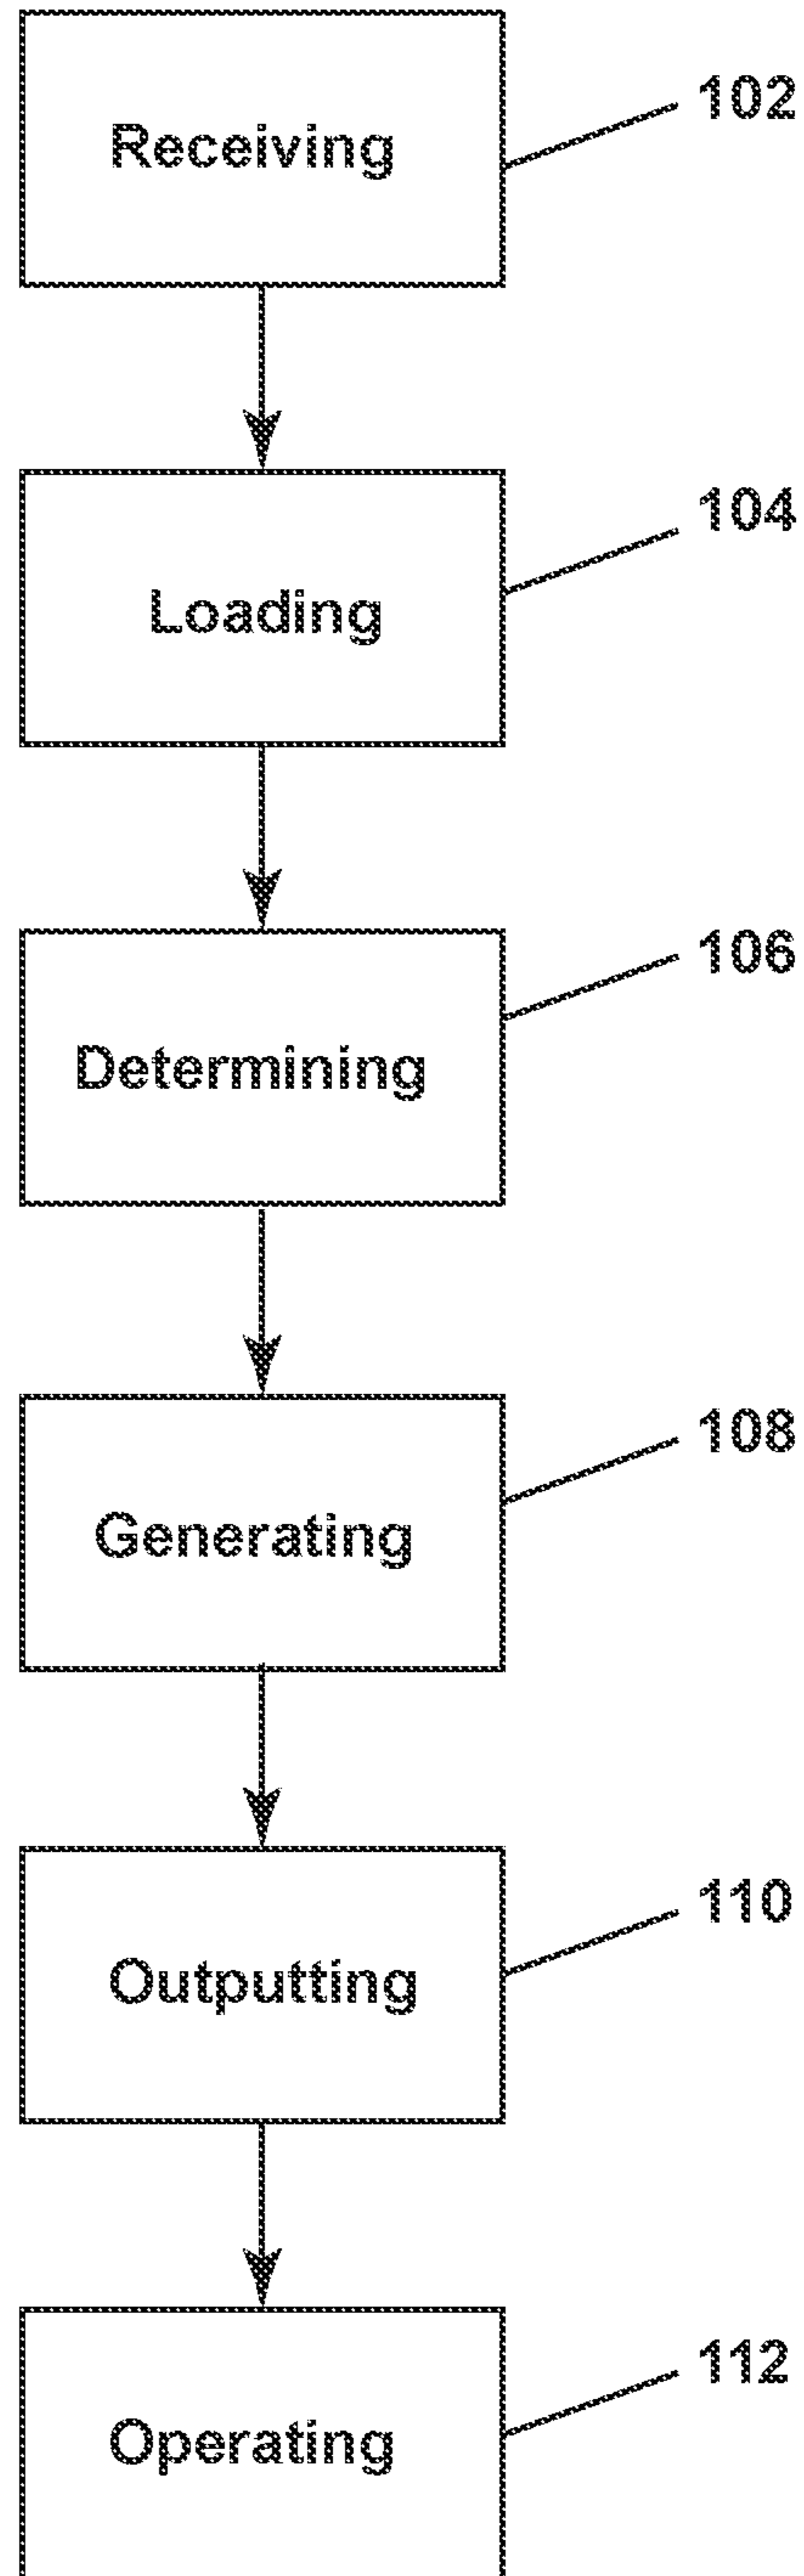 Receiving
102
Loading
104
Determining
106
Generating
108
Outputting
110
Operating
112